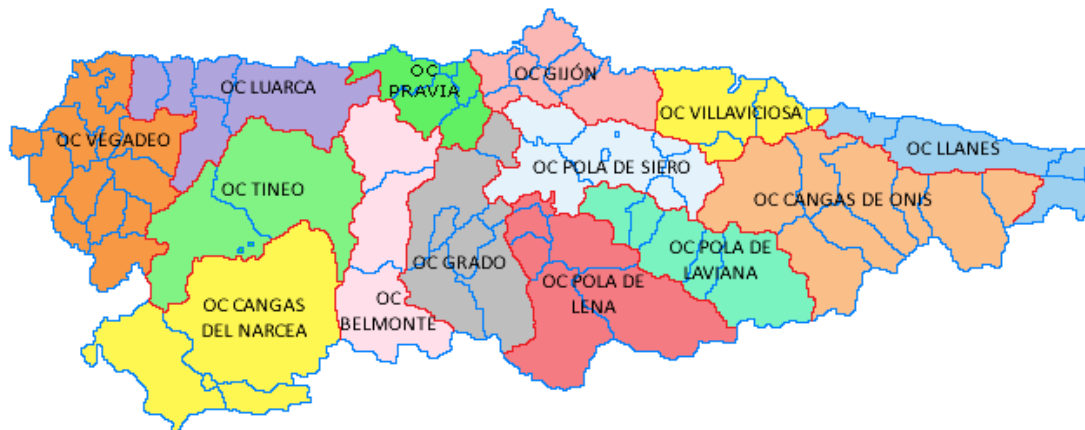 OC GIJÓN
OC
PRAVIA
OC LUARCA
OC VILLAVICIOSA
OC VEGADEO
OC LLANES
OC POLA DE SIERO
OC TINEO
OC CANGAS DE ONIS
OC POLA DE
LAVIANA
OC GRADO
OC POLA DE
LENA
OC CANGAS
DEL NARCEA
OC
BELMONTE